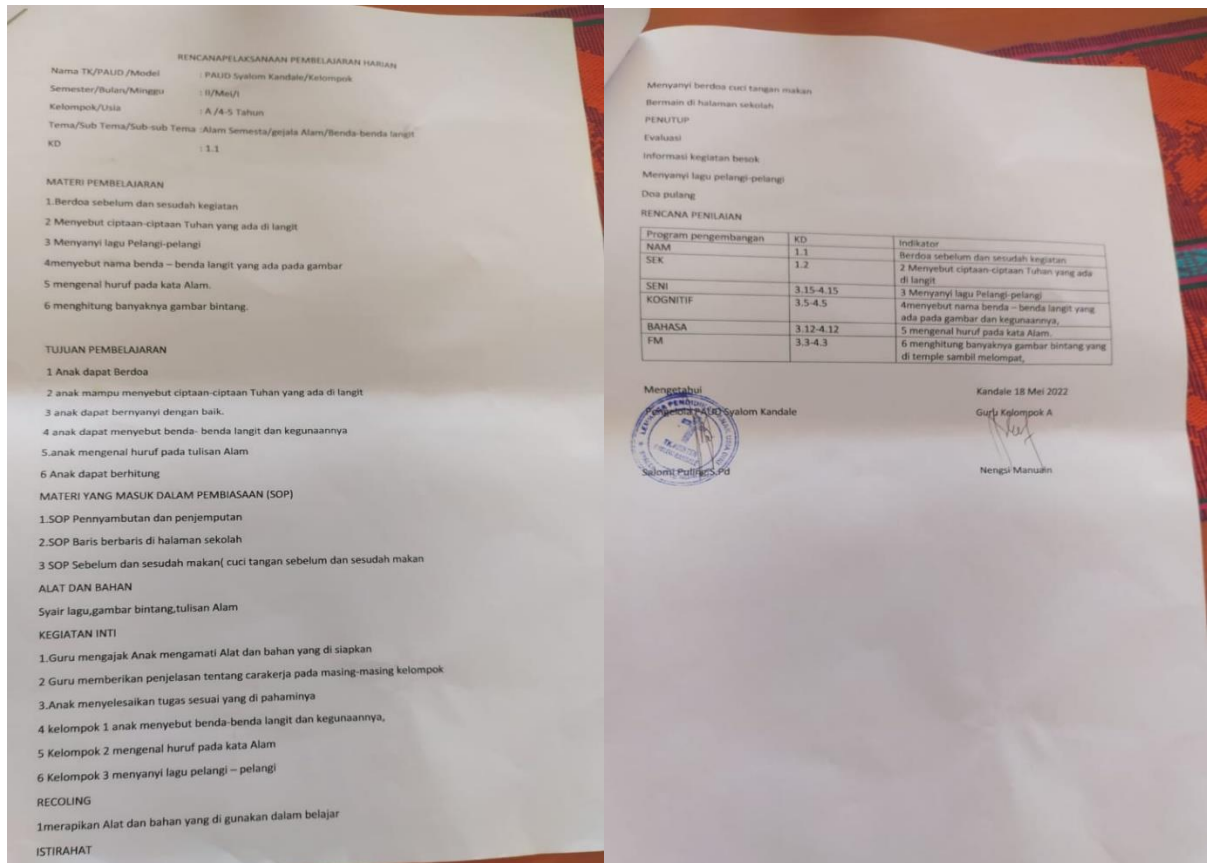 RENCANAPELAKSANAAN PEMBELAJARAN HARIAN
Nama TK/PAUD /Model : PAUD Syalom Kandale/Kelompok
Semester/Bulan/Minggu : II/Mei/I
Kelompok/Usia : A /4-5 Tahun
Tema/Sub Tema/Sub-sub Tema :Alam Semesta/gejala Alam/Benda-benda langit
KD : 1.1
MATERI PEMBELAJARAN
1.Berdoa sebelum dan sesudah kegiatan
2 Menyebut ciptaan-ciptaan Tuhan yang ada di langit
3 Menyanyi lagu Pelangi-pelangi
4menyebut nama benda – benda langit yang ada pada gambar
5 mengenal huruf pada kata Alam.
6 menghitung banyaknya gambar bintang.
TUJUAN PEMBELAJARAN
1 Anak dapat Berdoa
2 anak mampu menyebut ciptaan-ciptaan Tuhan yang ada di langit
3 anak dapat bernyanyi dengan baik.
4 anak dapat menyebut benda- benda langit dan kegunaannya
5.anak mengenal huruf pada tulisan Alam
6 Anak dapat berhitung
MATERI YANG MASUK DALAM PEMBIASAAN (SOP)
1.SOP Pennyambutan dan penjemputan
2.SOP Baris berbaris di halaman sekolah
3 SOP Sebelum dan sesudah makan( cuci tangan sebelum dan sesudah makan
ALAT DAN BAHAN
Syair lagu,gambar bintang,tulisan Alam
KEGIATAN INTI
1.Guru mengajak Anak mengamati Alat dan bahan yang di siapkan
2 Guru memberikan penjelasan tentang carakerja pada masing-masing kelompok
3.Anak menyelesaikan tugas sesuai yang di pahaminya
4 kelompok 1 anak menyebut benda-benda langit dan kegunaannya,
5 Kelompok 2 mengenal huruf pada kata Alam
6 Kelompok 3 menyanyi lagu pelangi – pelangi
RECOLING
1merapikan Alat dan bahan yang di gunakan dalam belajar
ISTIRAHAT
Menyanyi berdoa cuci tangan makan
Bermain di halaman sekolah
PENUTUP
Evaluasi
Informasi kegiatan besok
Menyanyi lagu pelangi-pelangi
Doa pulang
RENCANA PENILAIAN
Program pengembangan KD Indikator
NAM 1.1 Berdoa sebelum dan sesudah kegiatan
SEK 1.2 2 Menyebut ciptaan-ciptaan Tuhan yang ada
di langit
SENI 3.15-4.15 3 Menyanyi lagu Pelangi-pelangi
KOGNITIF 3.5-4.5 4menyebut nama benda – benda langit yang
ada pada gambar dan kegunaannya,
BAHASA 3.12-4.12 5 mengenal huruf pada kata Alam.
FM 3.3-4.3 6 menghitung banyaknya gambar bintang yang
di temple sambil melompat,
Mengetahui Kandale 18 Mei 2022
Pengelola PAUD Syalom Kandale Guru Kelompok A
Salomi S.Pd Nengsi Manuain